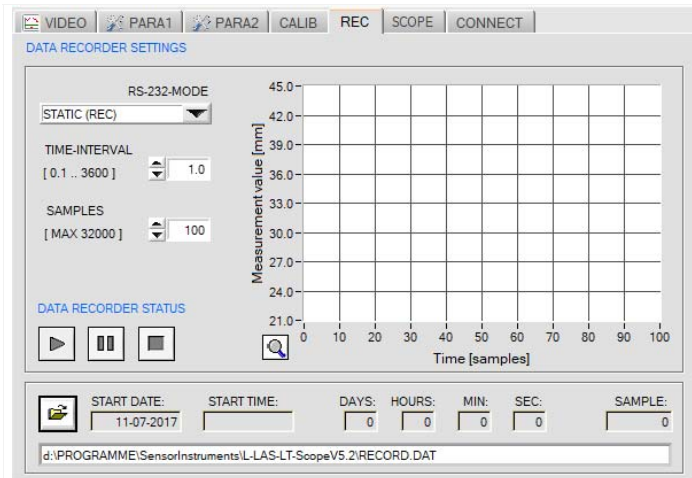 VIDEO PARA1 PARA2 CALIB REC SCOPE CONNECT
DATA RECORDER SETTINGS
RS-232-MODE
STATIC (REC)
TIME-INTERVAL
[ 0.1 .. 3600 ] 1.0
SAMPLES
[ MAX 32000 ] 100
DATA RECORDER STATUS
Measurement value [mm]
45.0
42.0
39.0
36.0
33.0
30.0
27.0
24.0
21.0
0 10 20 30 40 50 60 70 80 90 100
Time [samples]
START DATE: START TIME: DAYS: HOURS: MIN: SEC: SAMPLE:
11-07-2017 0 0 0 0 0
d:\PROGRAMME\SensorInstruments\L-LAS-LT-ScopeV5.2\RECORD.DAT